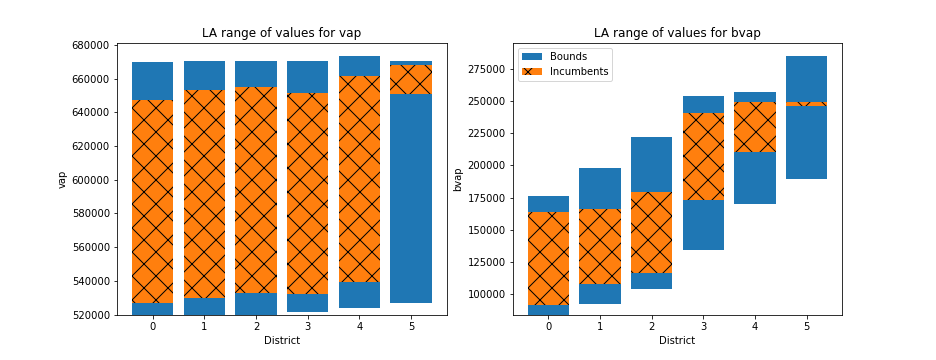 LA range of values for vap
680000
660000
640000
620000
600000
580000
560000
540000
520000
vap
0 1 2 3 4 5
District
LA range of values for bvap
Bounds
Incumbents
275000
250000
225000
200000
175000
150000
125000
100000
bvap
0 1 2 3 4 5
District